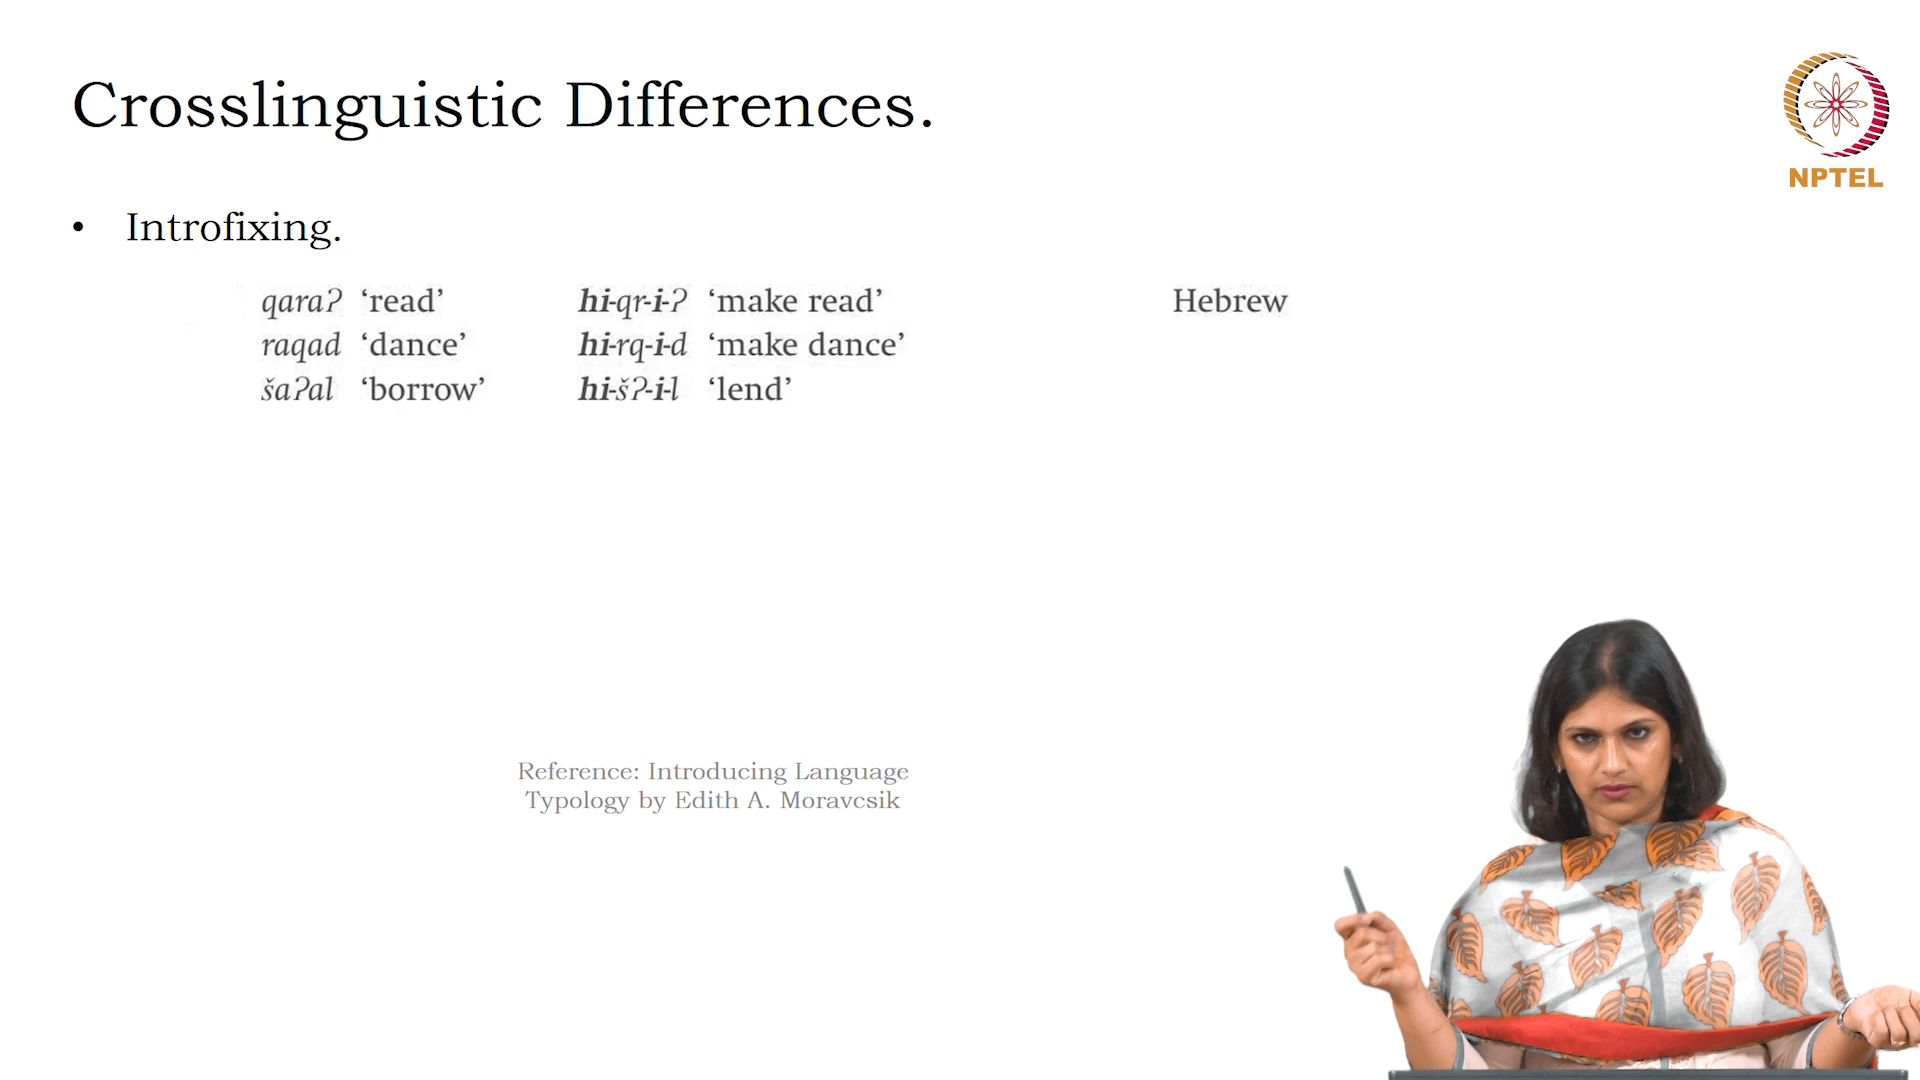 Crosslinguistic Differences.
NPTEL
• Introfixing.
qaraʔ ‘read’ hi-qr-i-ʔ ‘make read’ Hebrew
raqad ‘dance’ hi-rq-i-d ‘make dance’
šaʔal ‘borrow’ hi-šʔ-i-l ‘lend’
Reference: Introducing Language
Typology by Edith A. Moravcsik